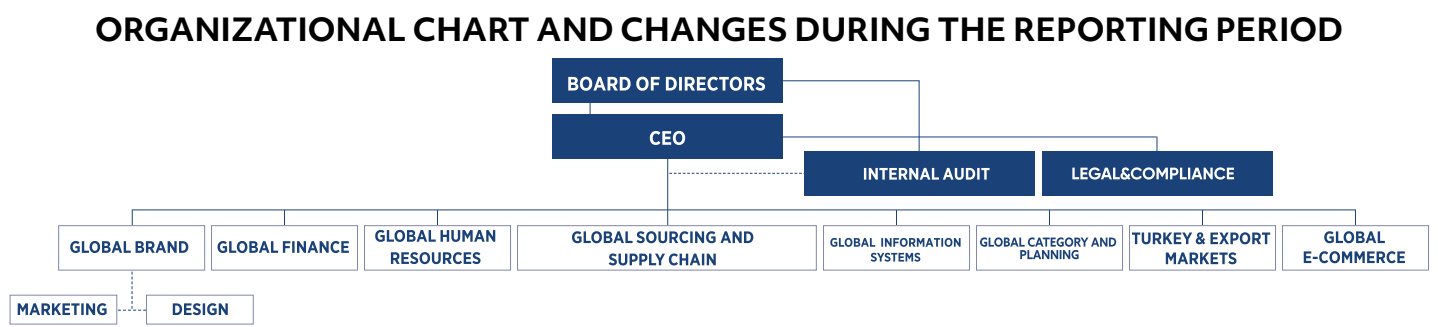 ORGANIZATIONAL CHART AND CHANGES DURING THE REPORTING PERIOD
BOARD OF DIRECTORS
CEO
INTERNAL AUDIT
LEGAL&COMPLIANCE
GLOBAL BRAND
GLOBAL FINANCE
GLOBAL HUMAN
RESOURCES
GLOBAL SOURCING AND
SUPPLY CHAIN
GLOBAL INFORMATION
SYSTEMS
GLOBAL CATEGORY AND
PLANNING
TURKEY & EXPORT
MARKETS
GLOBAL
E-COMMERCE
MARKETING
DESIGN